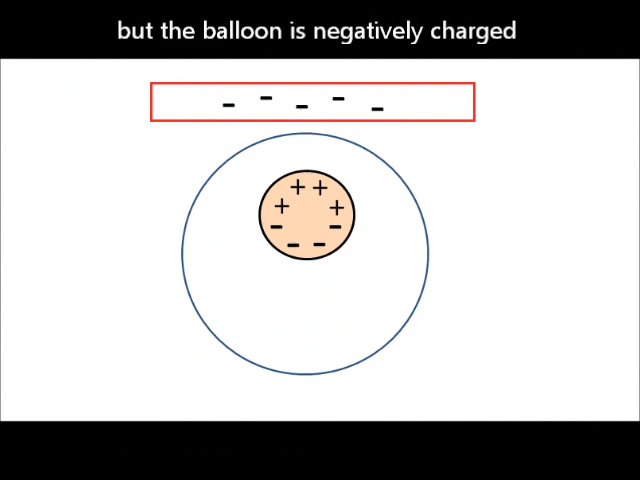 but the balloon is negatively charged
- - - - -
+ +
+ +
- -
- -